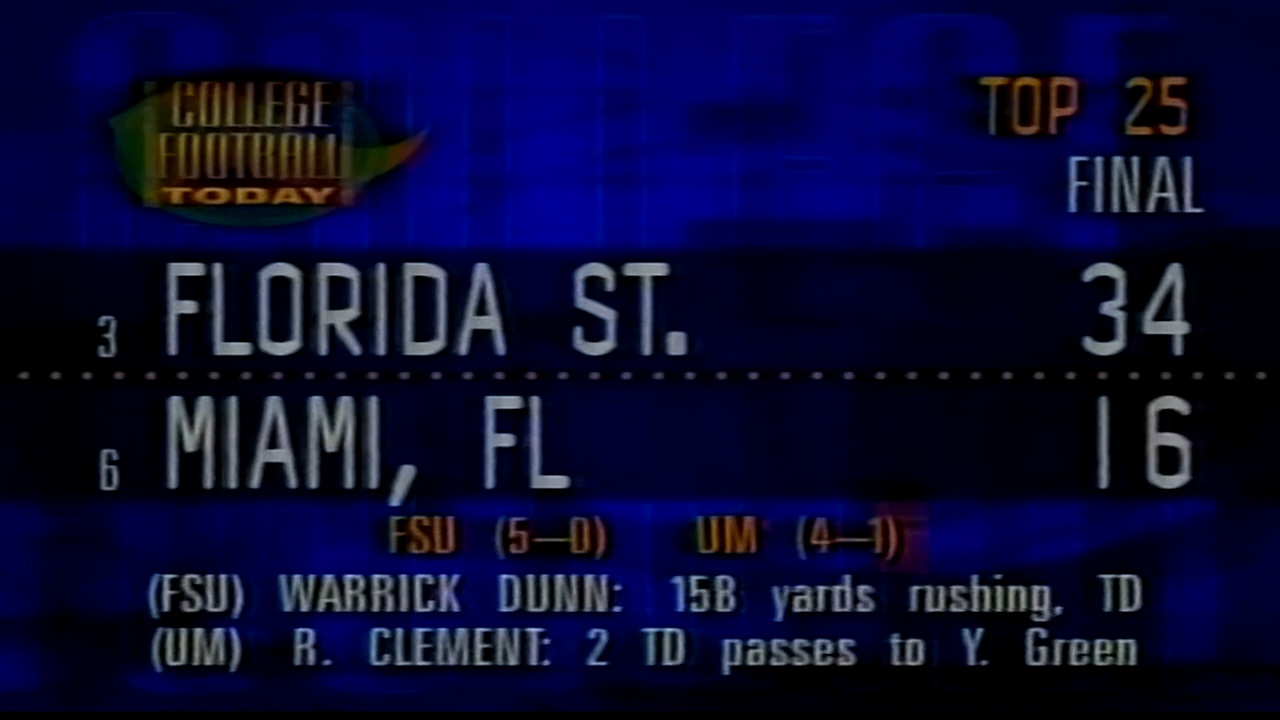 COLLEGE
FOOTBALL
TODAY
TOP 25
FINAL
3 FLORIDA ST. 34
6 MIAMI, FL 16
FSU (5–0) UM (4–1)
(FSU) WARRICK DUNN: 158 yards rushing, TD
(UM) R. CLEMENT: 2 TD passes to Y. Green